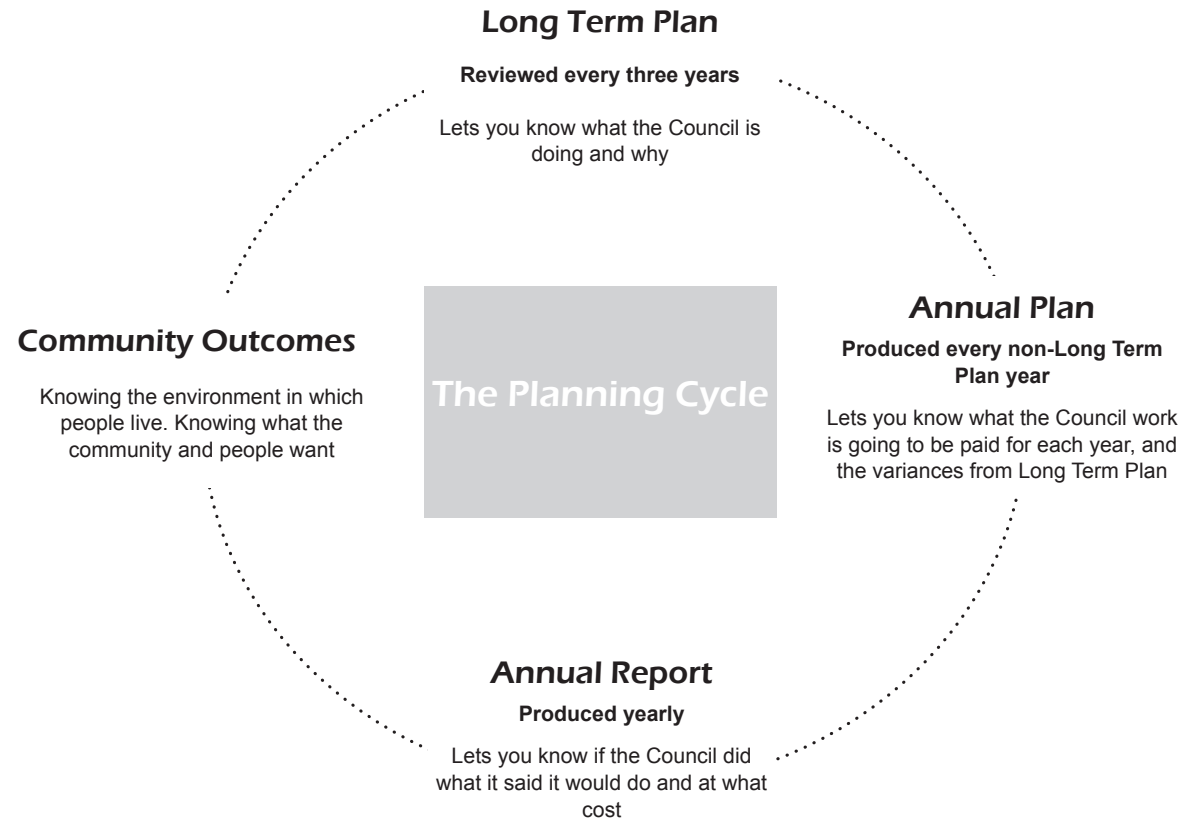 Long Term Plan
Reviewed every three years
Lets you know what the Council is
doing and why
Community Outcomes
Knowing the environment in which
people live. Knowing what the
community and people want
The Planning Cycle
Annual Plan
Produced every non-Long Term
Plan year
Lets you know what the Council work
is going to be paid for each year, and
the variances from Long Term Plan
Annual Report
Produced yearly
Lets you know if the Council did
what it said it would do and at what
cost